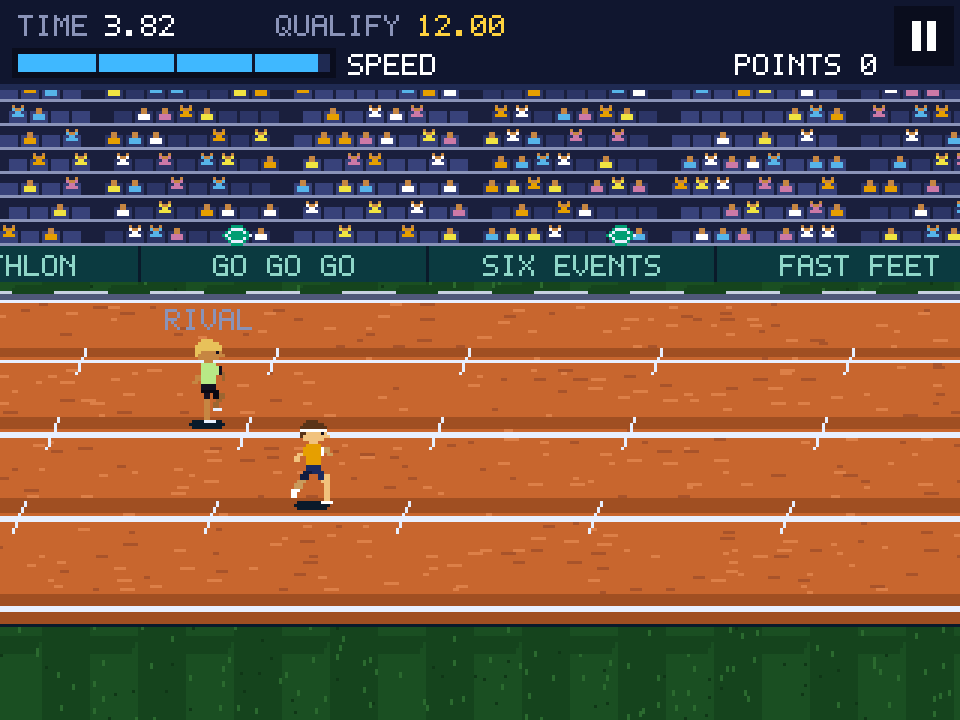 TIME 3.82 QUALIFY 12.00
SPEED POINTS 0
THLON GO GO GO SIX EVENTS FAST FEET
RIVAL